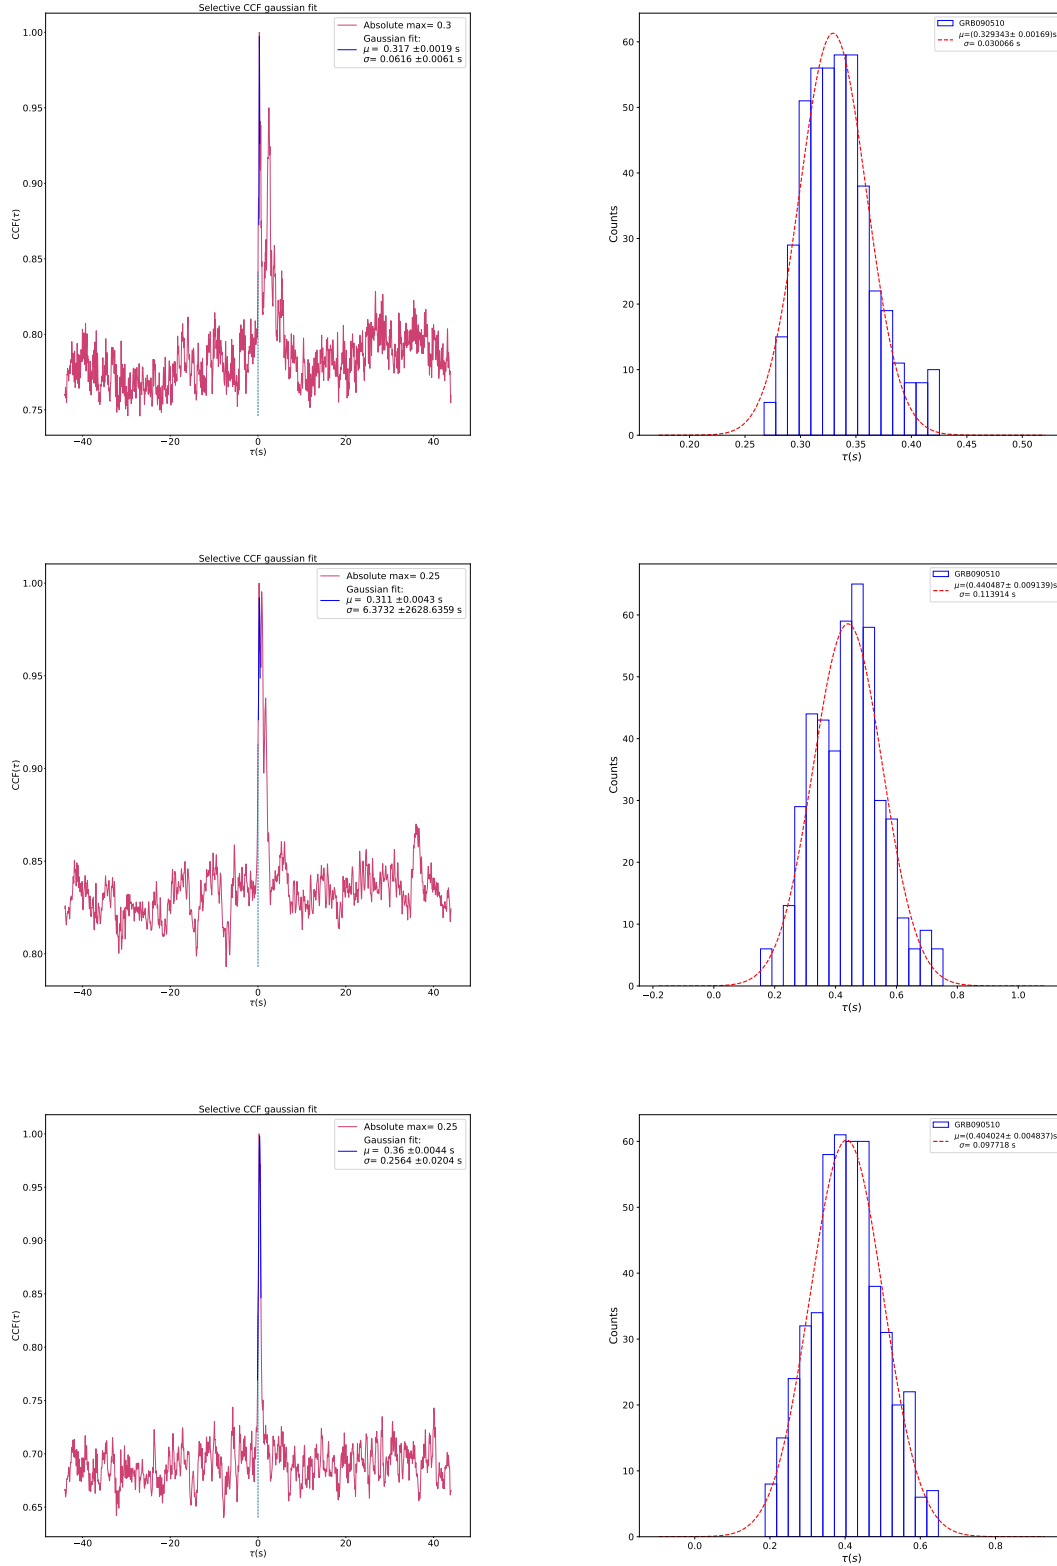 Selective CCF gaussian fit
Absolute max= 0.3
Gaussian fit:
μ = 0.317 ±0.0019 s
σ= 0.0616 ±0.0061 s
1.00
0.95
0.90
0.85
0.80
0.75
CCF(τ)
−40
−20
0
20
40
τ(s)
GRB090510
μ=(0.329343± 0.00169)s
σ= 0.030066 s
60
50
40
30
20
10
0
Counts
0.20
0.25
0.30
0.35
0.40
0.45
0.50
τ(s)
Selective CCF gaussian fit
Absolute max= 0.25
Gaussian fit:
μ = 0.311 ±0.0043 s
σ= 6.3732 ±2628.6359 s
1.00
0.95
0.90
0.85
0.80
CCF(τ)
−40
−20
0
20
40
τ(s)
GRB090510
μ=(0.440487± 0.009139)s
σ= 0.113914 s
60
50
40
30
20
10
0
Counts
−0.2
0.0
0.2
0.4
0.6
0.8
1.0
τ(s)
Selective CCF gaussian fit
Absolute max= 0.25
Gaussian fit:
μ = 0.36 ±0.0044 s
σ= 0.2564 ±0.0204 s
1.00
0.95
0.90
0.85
0.80
0.75
0.70
0.65
CCF(τ)
−40
−20
0
20
40
τ(s)
GRB090510
μ=(0.404024± 0.004837)s
σ= 0.097718 s
60
50
40
30
20
10
0
Counts
0.0
0.2
0.4
0.6
0.8
τ(s)